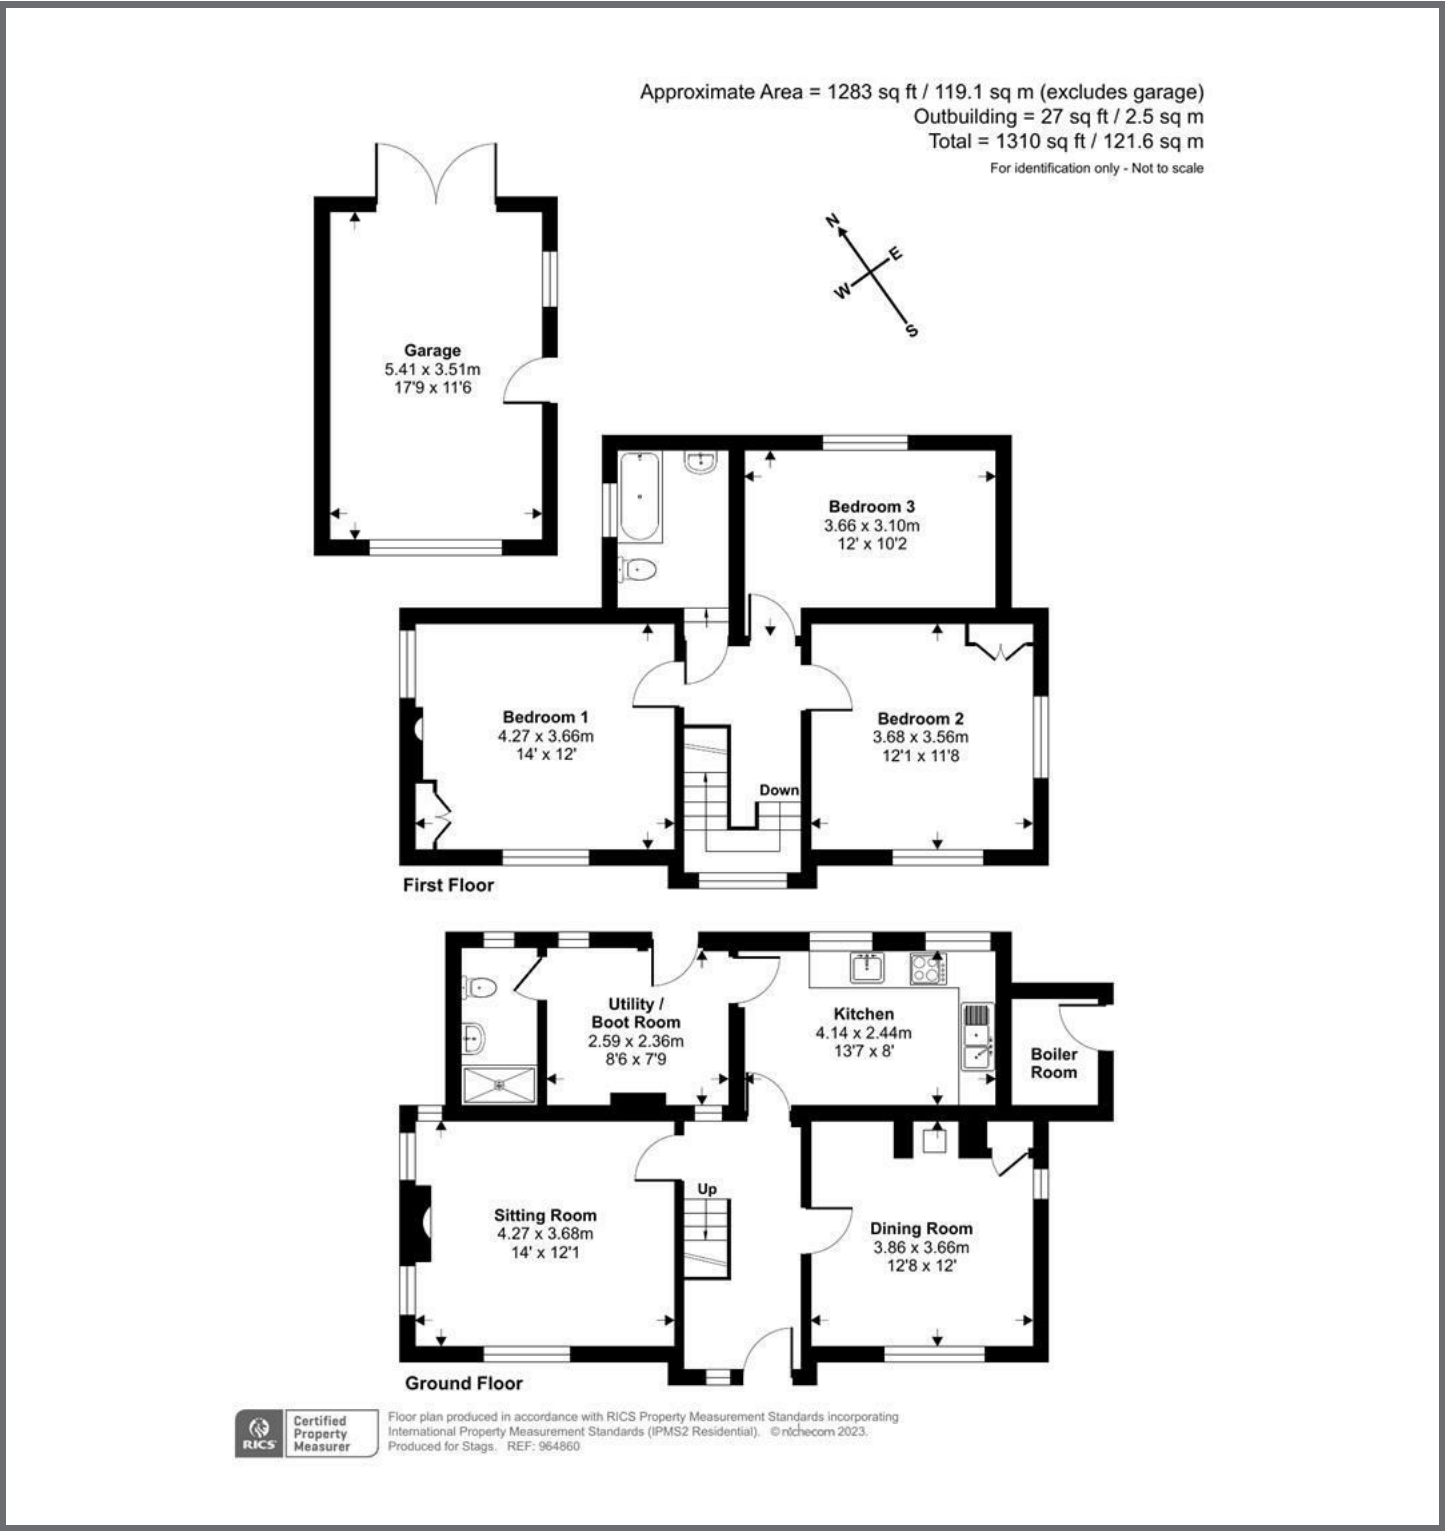 Approximate Area = 1283 sq ft / 119.1 sq m (excludes garage)
Outbuilding = 27 sq ft / 2.5 sq m
Total = 1310 sq ft / 121.6 sq m
For identification only - Not to scale
N
E
W
S
Garage
5.41 x 3.51m
17'9 x 11'6
Bedroom 3
3.66 x 3.10m
12' x 10'2
Bedroom 1
4.27 x 3.66m
14' x 12'
Bedroom 2
3.68 x 3.56m
12'1 x 11'8
Down
First Floor
Utility /
Boot Room
2.59 x 2.36m
8'6 x 7'9
Kitchen
4.14 x 2.44m
13'7 x 8'
Boiler
Room
Up
Sitting Room
4.27 x 3.68m
14' x 12'1
Dining Room
3.86 x 3.66m
12'8 x 12'
Ground Floor
RICS
Certified
Property
Measurer
Floor plan produced in accordance with RICS Property Measurement Standards incorporating
International Property Measurement Standards (IPMS2 Residential). © nichecom 2023.
Produced for Stags. REF: 964860